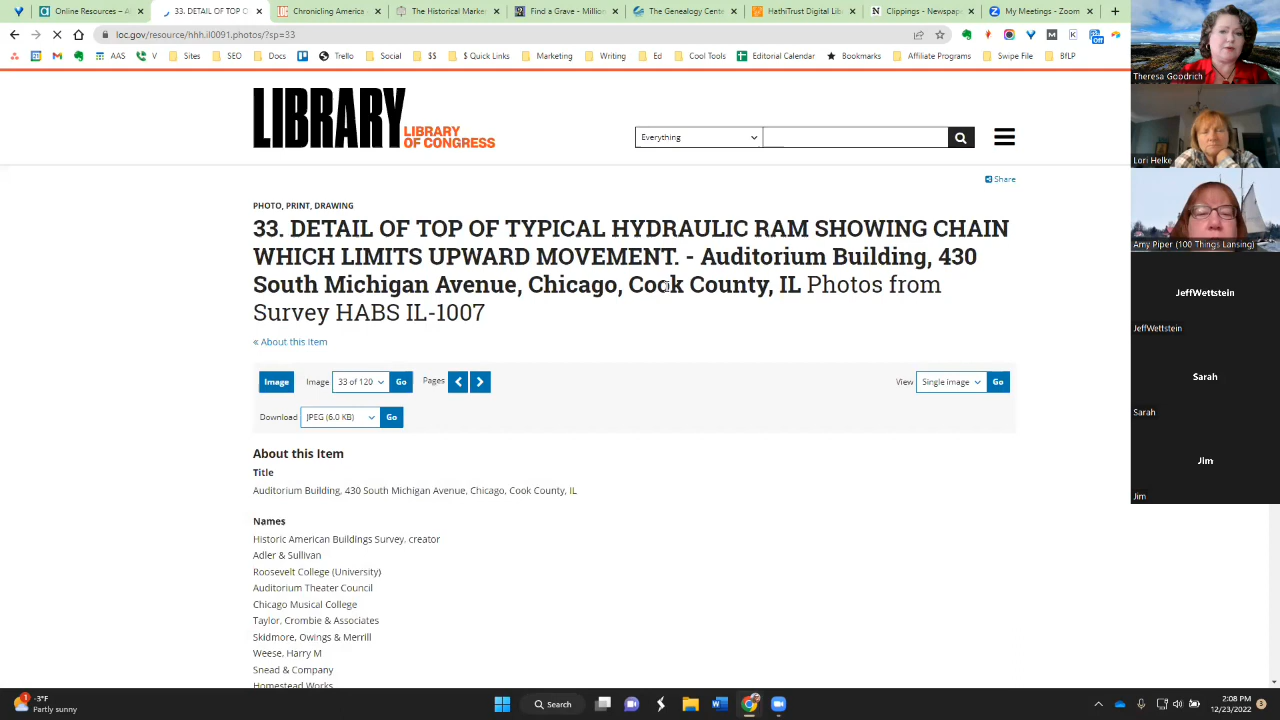 Online Resources – A
33. DETAIL OF TOP O
Chronicling America
The Historical Marke
Find a Grave - Million
The Genealogy Cente
HathiTrust Digital Lib
Clippings - Newspap
My Meetings - Zoom
loc.gov/resource/hhh.il0091.photos/?sp=33
Off
AAS
VL
Sites
SEO
Docs
Trello
Social
$$
$ Quick Links
Marketing
Writing
Ed
Cool Tools
Editorial Calendar
Bookmarks
Affiliate Programs
Swipe File
BfLP
LIBRARY
LIBRARY
OF CONGRESS
Everything
Share
PHOTO, PRINT, DRAWING
33. DETAIL OF TOP OF TYPICAL HYDRAULIC RAM SHOWING CHAIN
WHICH LIMITS UPWARD MOVEMENT. - Auditorium Building, 430
South Michigan Avenue, Chicago, Cook County, IL Photos from
Survey HABS IL-1007
« About this Item
Image
Image
33 of 120
Go
Pages
View
Single image
Go
Download
JPEG (6.0 KB)
Go
About this Item
Title
Auditorium Building, 430 South Michigan Avenue, Chicago, Cook County, IL
Names
Historic American Buildings Survey, creator
Adler & Sullivan
Roosevelt College (University)
Auditorium Theater Council
Chicago Musical College
Taylor, Crombie & Associates
Skidmore, Owings & Merrill
Weese, Harry M
Snead & Company
Homestead Works
Theresa Goodrich
Lori Helke
Amy Piper (100 Things Lansing)
JeffWettstein
JeffWettstein
Sarah
Sarah
Jim
Jim
1
-3°F
Partly sunny
Search
2:08 PM
12/23/2022
3